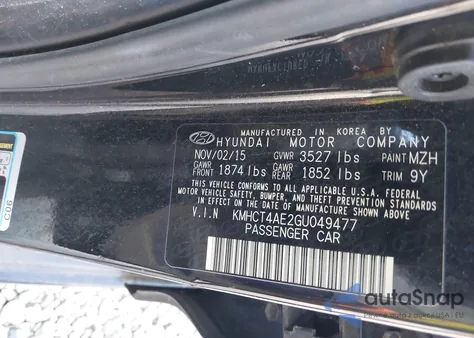 MANUFACTURED IN KOREA BY
HYUNDAI MOTOR COMPANY
NOV/02/15 GVWR 3527 lbs PAINT MZH
GAWR FRONT 1874 lbs GAWR REAR 1852 lbs TRIM 9Y
THIS VEHICLE CONFORMS TO ALL APPLICABLE U.S.A. FEDERAL
MOTOR VEHICLE SAFETY, BUMPER, AND THEFT PREVENTION
STANDARDS IN EFFECT ON THE DATE OF MANUFACTURE SHOWN ABOVE.
V.I.N KMHCT4AE2GU049477
PASSENGER CAR
C06
autoSnap